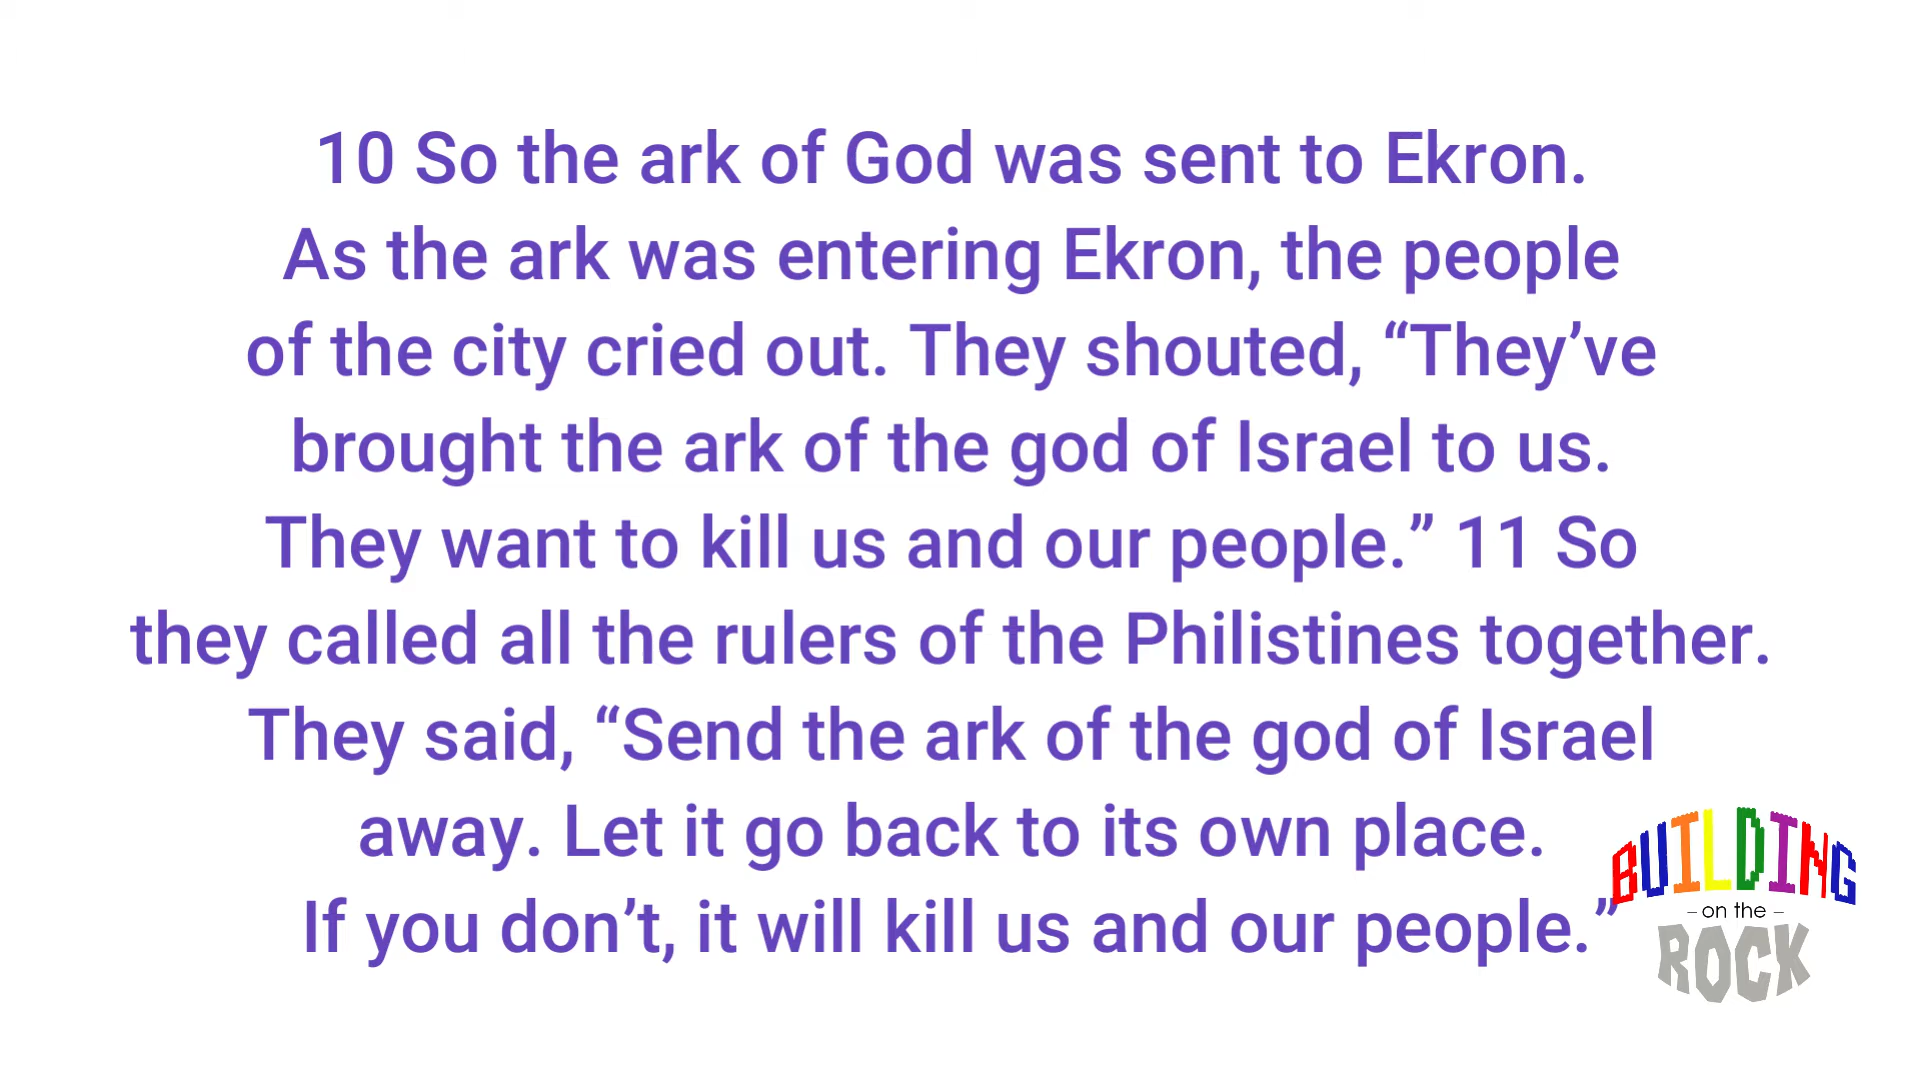 10 So the ark of God was sent to Ekron.
As the ark was entering Ekron, the people
of the city cried out. They shouted, “They’ve
brought the ark of the god of Israel to us.
They want to kill us and our people.” 11 So
they called all the rulers of the Philistines together.
They said, “Send the ark of the god of Israel
away. Let it go back to its own place.
If you don’t, it will kill us and our people.”
BUILDING
– on the –
ROCK